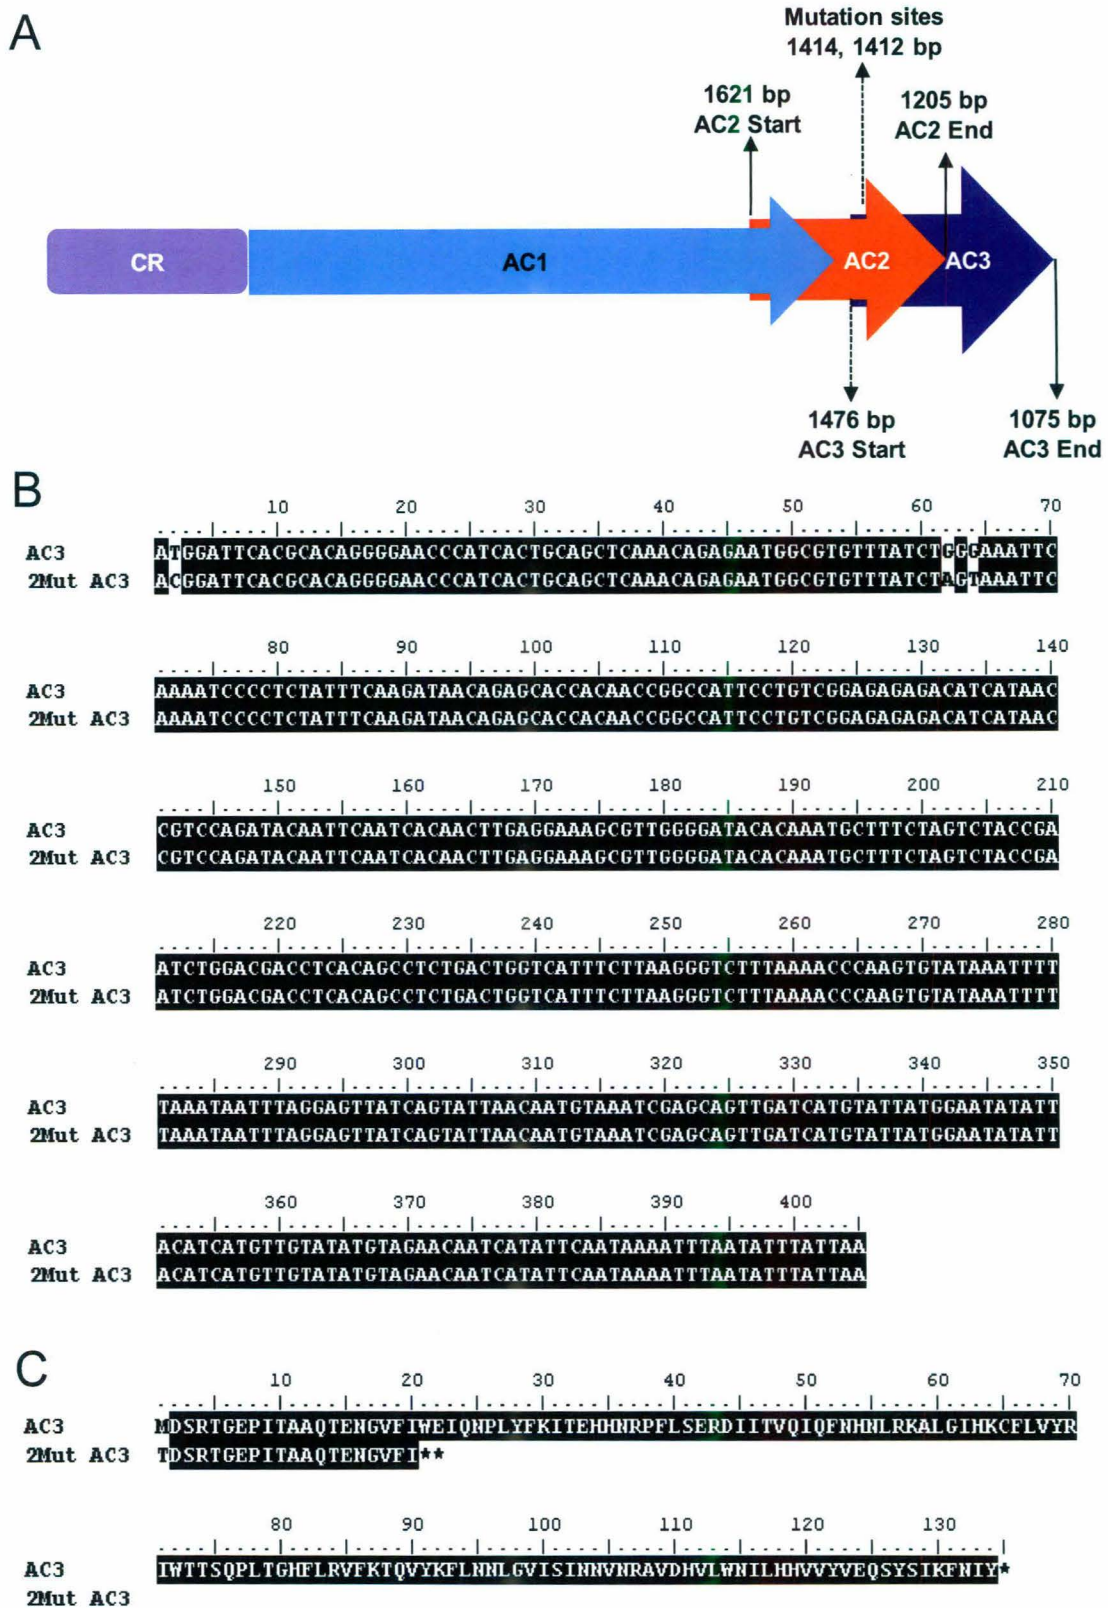 A
Mutation sites
1414, 1412 bp
1621 bp
AC2 Start
1205 bp
AC2 End
CR
AC1
AC2
AC3
1476 bp
AC3 Start
1075 bp
AC3 End
B
10 20 30 40 50 60 70
AC3 ATGGATTCACGCACAGGGGAACCCATCACTGCAGCTCAAACAGAGAATGGCGTGTTTATCTGGGAAATTC
2Mut AC3 ACGGATTCACGCACAGGGGAACCCATCACTGCAGCTCAAACAGAGAATGGCGTGTTTATCTAGTAAATTC
80 90 100 110 120 130 140
AC3 AAAATCCCCTCTATTTCAAGATAACAGAGCACCACAACCGGCCATTCCTGTCGGAGAGAGACATCATAAC
2Mut AC3 AAAATCCCCTCTATTTCAAGATAACAGAGCACCACAACCGGCCATTCCTGTCGGAGAGAGACATCATAAC
150 160 170 180 190 200 210
AC3 CGTCCAGATACAATTCAATCACAACTTGAGGAAAGCGTTGGGGATACACAAATGCTTTCTAGTCTACCGA
2Mut AC3 CGTCCAGATACAATTCAATCACAACTTGAGGAAAGCGTTGGGGATACACAAATGCTTTCTAGTCTACCGA
220 230 240 250 260 270 280
AC3 ATCTGGACGACCTCACAGCCTCTGACTGGTCATTTCTTAAGGGTCTTTAAAACCCAAGTGTATAAATTTT
2Mut AC3 ATCTGGACGACCTCACAGCCTCTGACTGGTCATTTCTTAAGGGTCTTTAAAACCCAAGTGTATAAATTTT
290 300 310 320 330 340 350
AC3 TAAATAATTTAGGAGTTATCAGTATTAACAATGTAAATCGAGCAGTTGATCATGTATTATGGAATATATT
2Mut AC3 TAAATAATTTAGGAGTTATCAGTATTAACAATGTAAATCGAGCAGTTGATCATGTATTATGGAATATATT
360 370 380 390 400
AC3 ACATCATGTTGTATATGTAGAACAATCATATTCAATAAAATTTAATATTTATTAA
2Mut AC3 ACATCATGTTGTATATGTAGAACAATCATATTCAATAAAATTTAATATTTATTAA
C
10 20 30 40 50 60 70
AC3 MDSRTGEPITAAQTENGVFIWEIQNPLYFKITEHHNRPFLSERDIITVQIQFNHNLRKALGIHKCFLVYR
2Mut AC3 TDSRTGEPITAAQTENGVFI**
80 90 100 110 120 130
AC3 IWTTSQPLTGHFLRVFKTQVYKFLNNLGVISINNVNRAVDHVLWNILHHVVYVEQSYSIKFNIY*
2Mut AC3